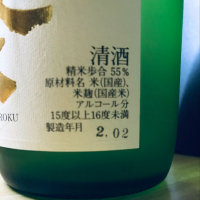 清酒
精米歩合 55%
原材料名 米(国産)、
米麹(国産米)
アルコール分
15度以上16度未満
製造年月 2.02
ROKU